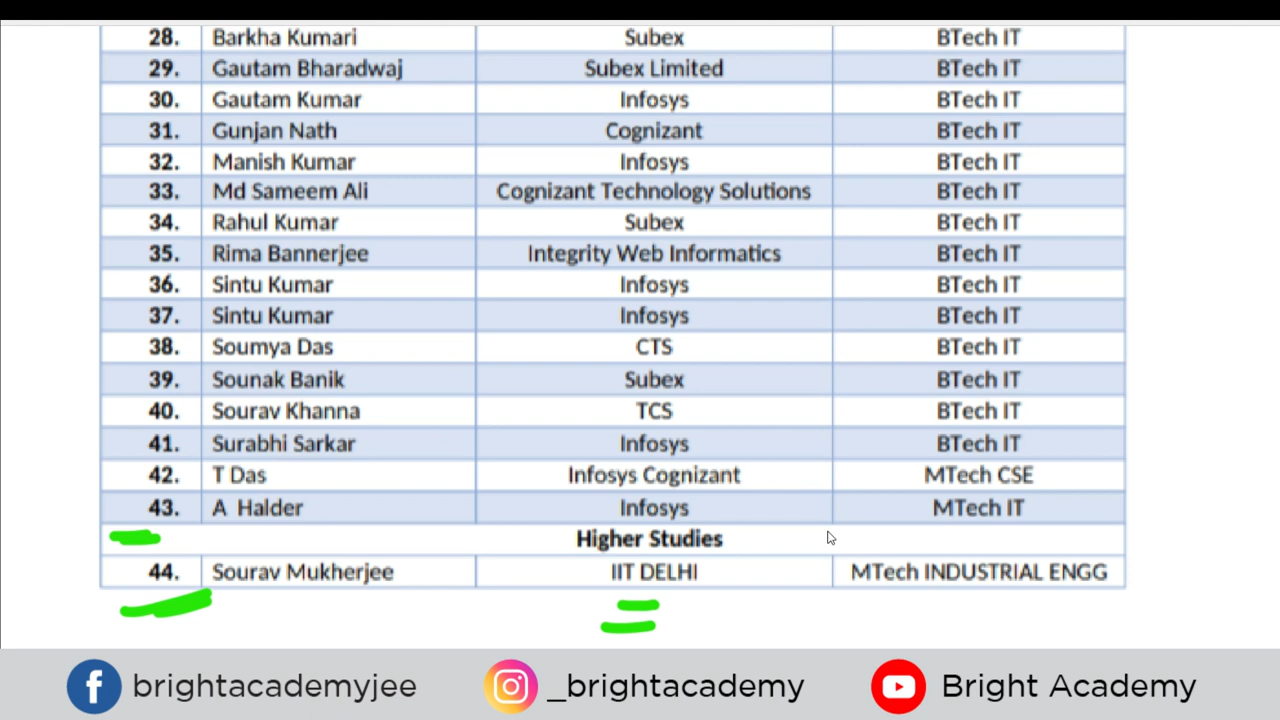 28. Barkha Kumari Subex BTech IT
29. Gautam Bharadwaj Subex Limited BTech IT
30. Gautam Kumar Infosys BTech IT
31. Gunjan Nath Cognizant BTech IT
32. Manish Kumar Infosys BTech IT
33. Md Sameem Ali Cognizant Technology Solutions BTech IT
34. Rahul Kumar Subex BTech IT
35. Rima Bannerjee Integrity Web Informatics BTech IT
36. Sintu Kumar Infosys BTech IT
37. Sintu Kumar Infosys BTech IT
38. Soumya Das CTS BTech IT
39. Sounak Banik Subex BTech IT
40. Sourav Khanna TCS BTech IT
41. Surabhi Sarkar Infosys BTech IT
42. T Das Infosys Cognizant MTech CSE
43. A Halder Infosys MTech IT
Higher Studies
44. Sourav Mukherjee IIT DELHI MTech INDUSTRIAL ENGG
brightacademyjee _brightacademy Bright Academy